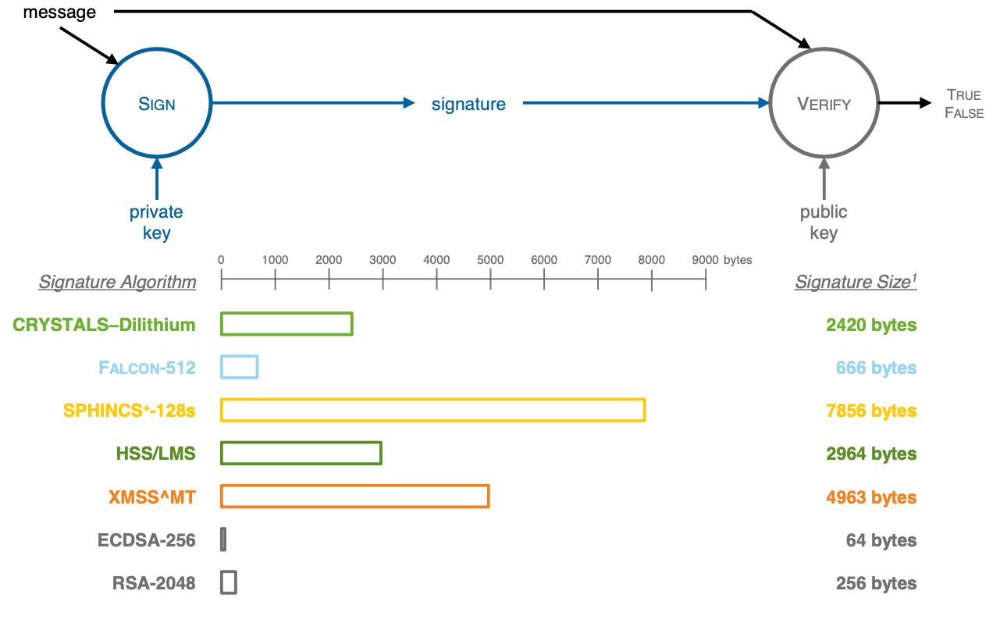 message
SIGN
signature
VERIFY
TRUE
FALSE
private
key
public
key
0 1000 2000 3000 4000 5000 6000 7000 8000 9000 bytes
Signature Algorithm Signature Size¹
CRYSTALS–Dilithium 2420 bytes
FALCON-512 666 bytes
SPHINCS⁺-128s 7856 bytes
HSS/LMS 2964 bytes
XMSS^MT 4963 bytes
ECDSA-256 64 bytes
RSA-2048 256 bytes